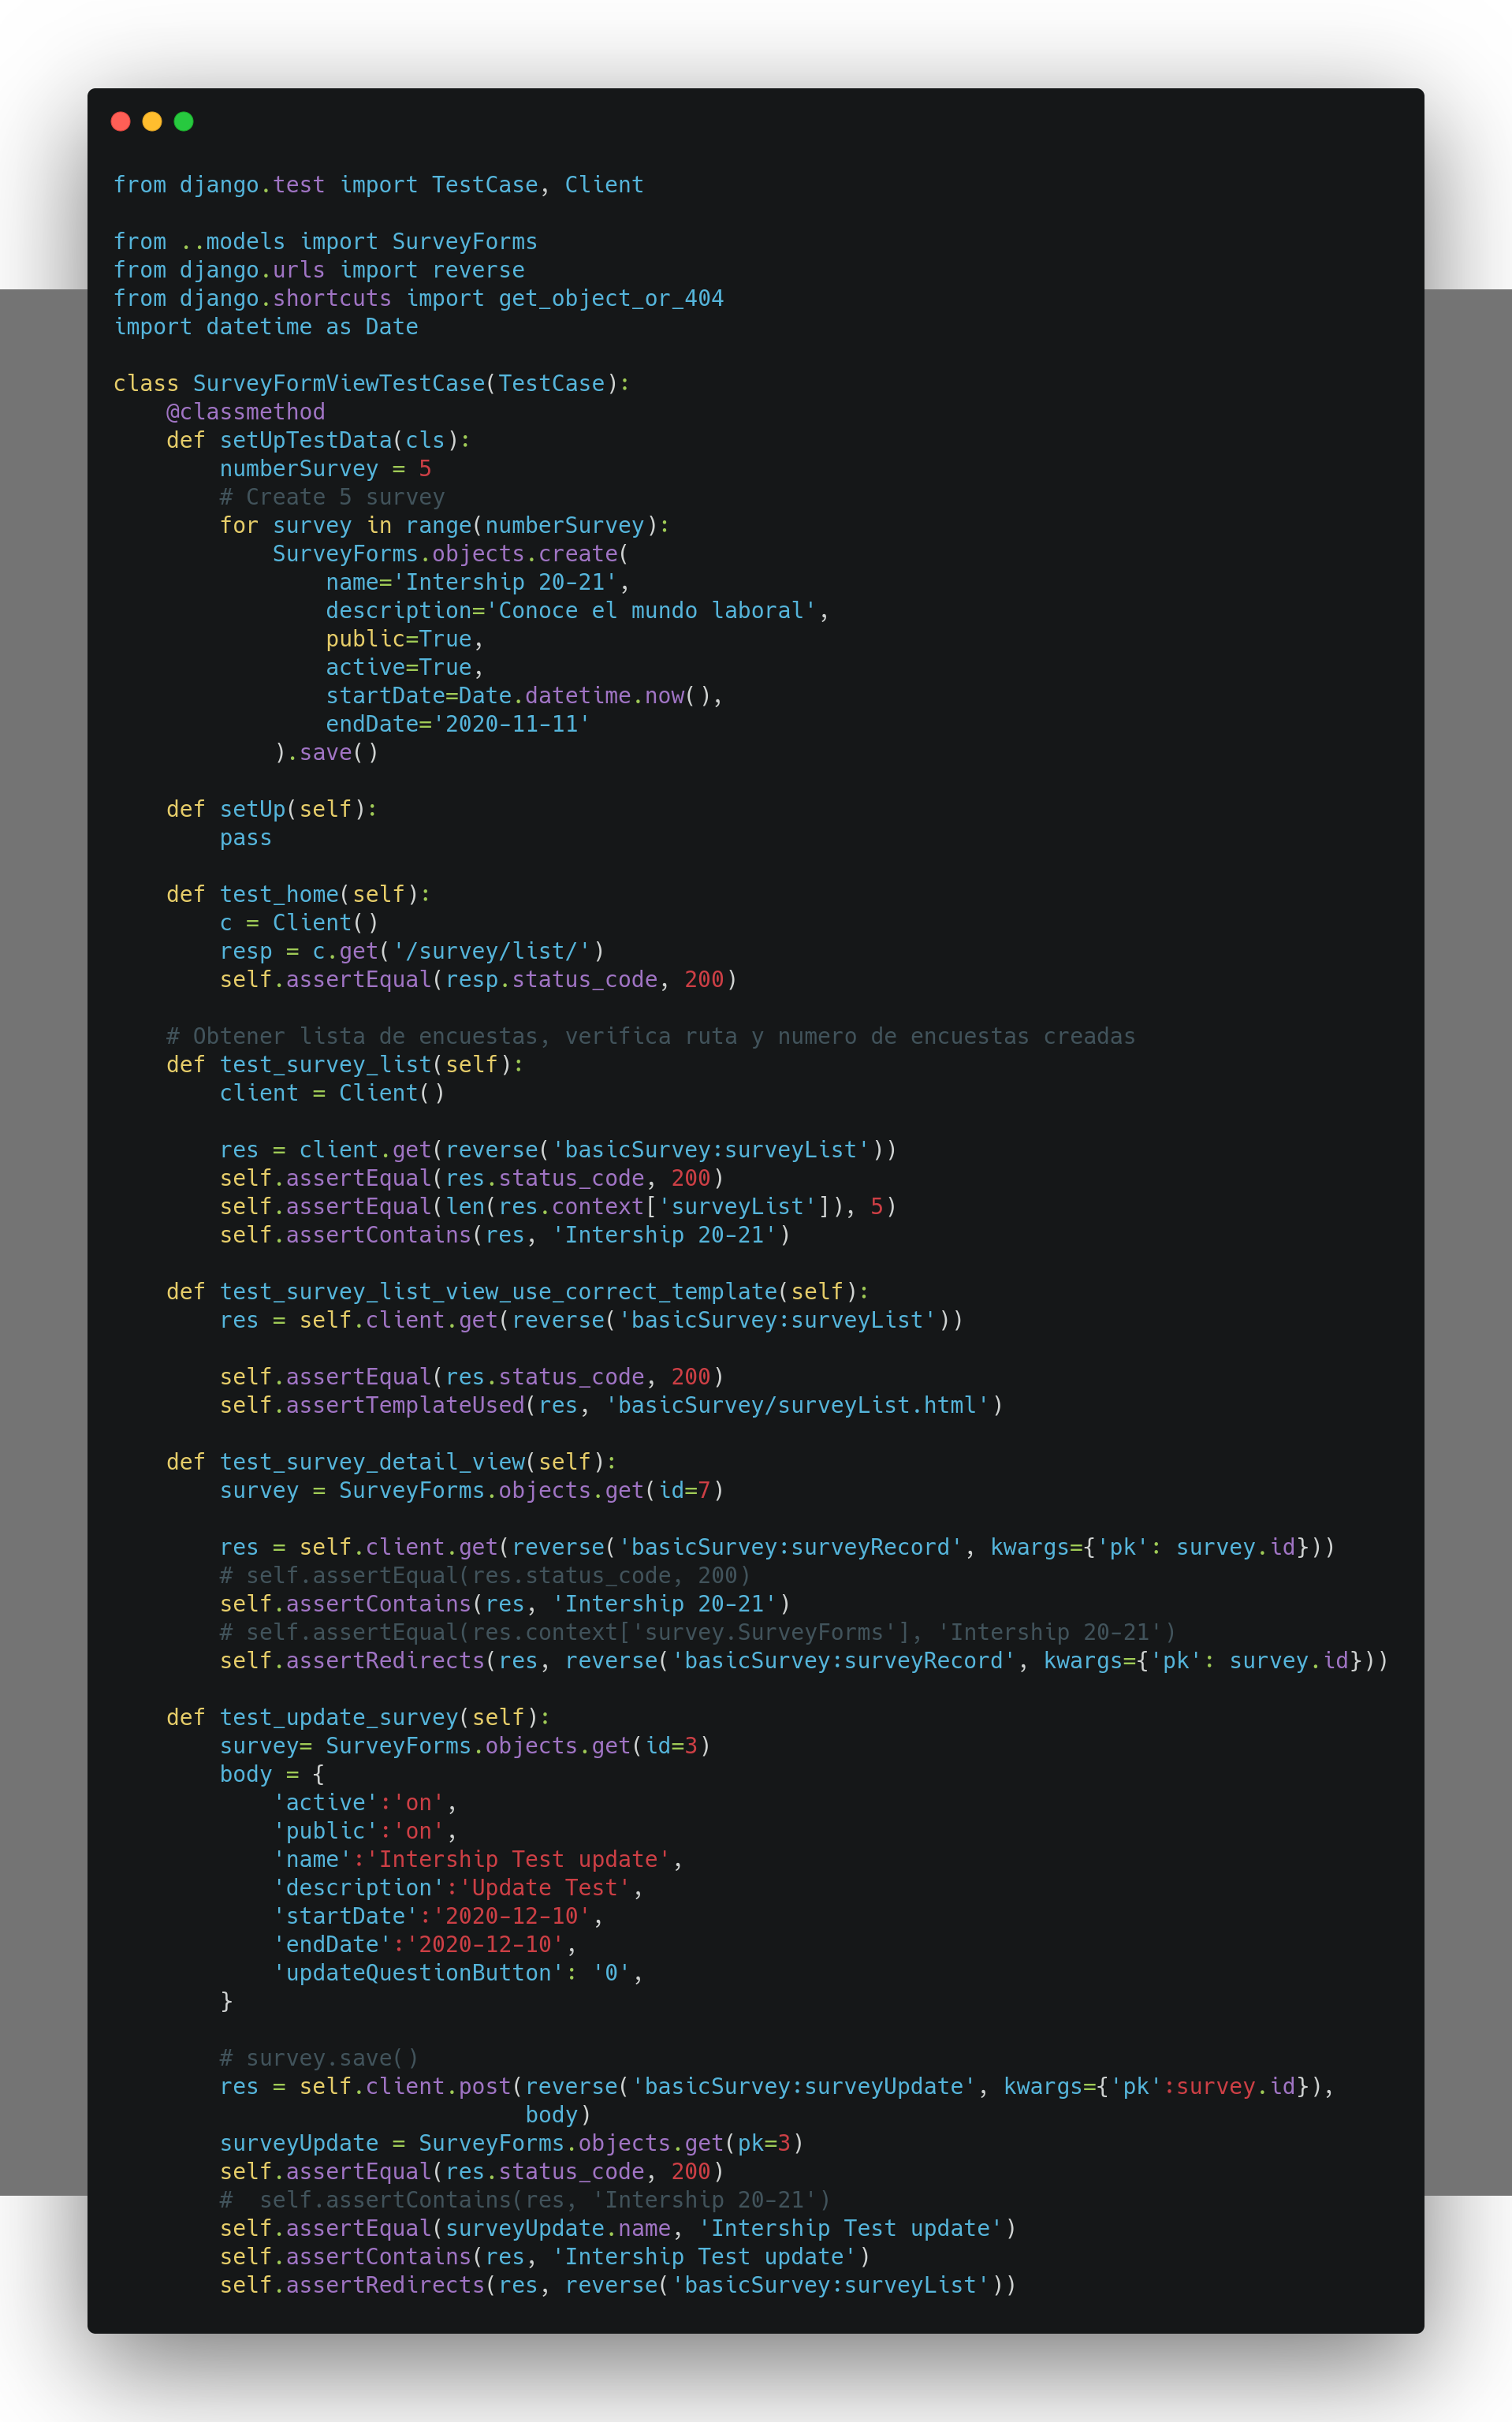 from django.test import TestCase, Client

from ..models import SurveyForms
from django.urls import reverse
from django.shortcuts import get_object_or_404
import datetime as Date

class SurveyFormViewTestCase(TestCase):
    @classmethod
    def setUpTestData(cls):
        numberSurvey = 5
        # Create 5 survey
        for survey in range(numberSurvey):
            SurveyForms.objects.create(
                name='Intership 20-21',
                description='Conoce el mundo laboral',
                public=True,
                active=True,
                startDate=Date.datetime.now(),
                endDate='2020-11-11'
            ).save()

    def setUp(self):
        pass

    def test_home(self):
        c = Client()
        resp = c.get('/survey/list/')
        self.assertEqual(resp.status_code, 200)

    # Obtener lista de encuestas, verifica ruta y numero de encuestas creadas
    def test_survey_list(self):
        client = Client()

        res = client.get(reverse('basicSurvey:surveyList'))
        self.assertEqual(res.status_code, 200)
        self.assertEqual(len(res.context['surveyList']), 5)
        self.assertContains(res, 'Intership 20-21')

    def test_survey_list_view_use_correct_template(self):
        res = self.client.get(reverse('basicSurvey:surveyList'))

        self.assertEqual(res.status_code, 200)
        self.assertTemplateUsed(res, 'basicSurvey/surveyList.html')

    def test_survey_detail_view(self):
        survey = SurveyForms.objects.get(id=7)

        res = self.client.get(reverse('basicSurvey:surveyRecord', kwargs={'pk': survey.id}))
        # self.assertEqual(res.status_code, 200)
        self.assertContains(res, 'Intership 20-21')
        # self.assertEqual(res.context['survey.SurveyForms'], 'Intership 20-21')
        self.assertRedirects(res, reverse('basicSurvey:surveyRecord', kwargs={'pk': survey.id}))

    def test_update_survey(self):
        survey= SurveyForms.objects.get(id=3)
        body = {
            'active':'on',
            'public':'on',
            'name':'Intership Test update',
            'description':'Update Test',
            'startDate':'2020-12-10',
            'endDate':'2020-12-10',
            'updateQuestionButton': '0',
        }

        # survey.save()
        res = self.client.post(reverse('basicSurvey:surveyUpdate', kwargs={'pk':survey.id}),
                               body)
        surveyUpdate = SurveyForms.objects.get(pk=3)
        self.assertEqual(res.status_code, 200)
        #  self.assertContains(res, 'Intership 20-21')
        self.assertEqual(surveyUpdate.name, 'Intership Test update')
        self.assertContains(res, 'Intership Test update')
        self.assertRedirects(res, reverse('basicSurvey:surveyList'))